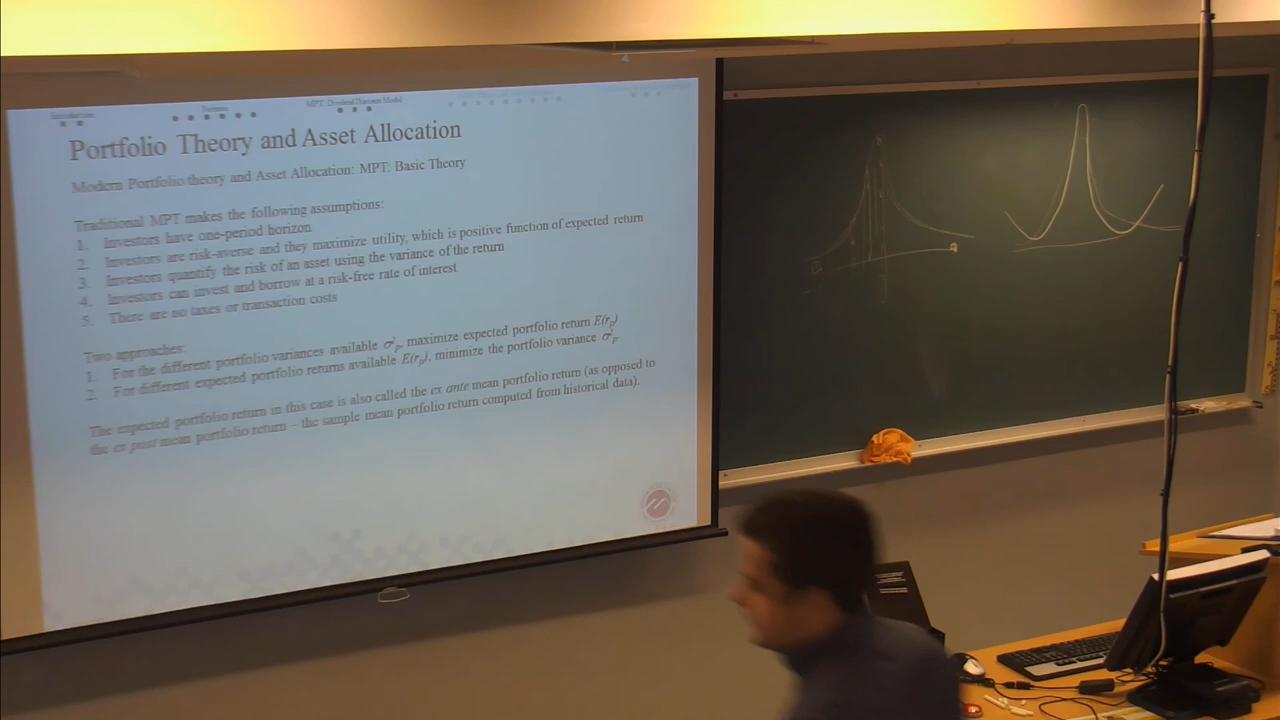 Introduction
MPT: Dividend Discount Model
Portfolio Theory and Asset Allocation
Modern Portfolio theory and Asset Allocation: MPT: Basic Theory
Traditional MPT makes the following assumptions:
1. Investors have one-period horizon
2. Investors are risk-averse and they maximize utility, which is positive function of expected return
3. Investors quantify the risk of an asset using the variance of the return
4. Investors can invest and borrow at a risk-free rate of interest
5. There are no taxes or transaction costs
Two approaches:
1. For the different portfolio variances available σ²ₚ, maximize expected portfolio return E(rₚ)
2. For different expected portfolio returns available E(rₚ), minimize the portfolio variance σ²ₚ
The expected portfolio return in this case is also called the ex ante mean portfolio return (as opposed to
the ex post mean portfolio return – the sample mean portfolio return computed from historical data).